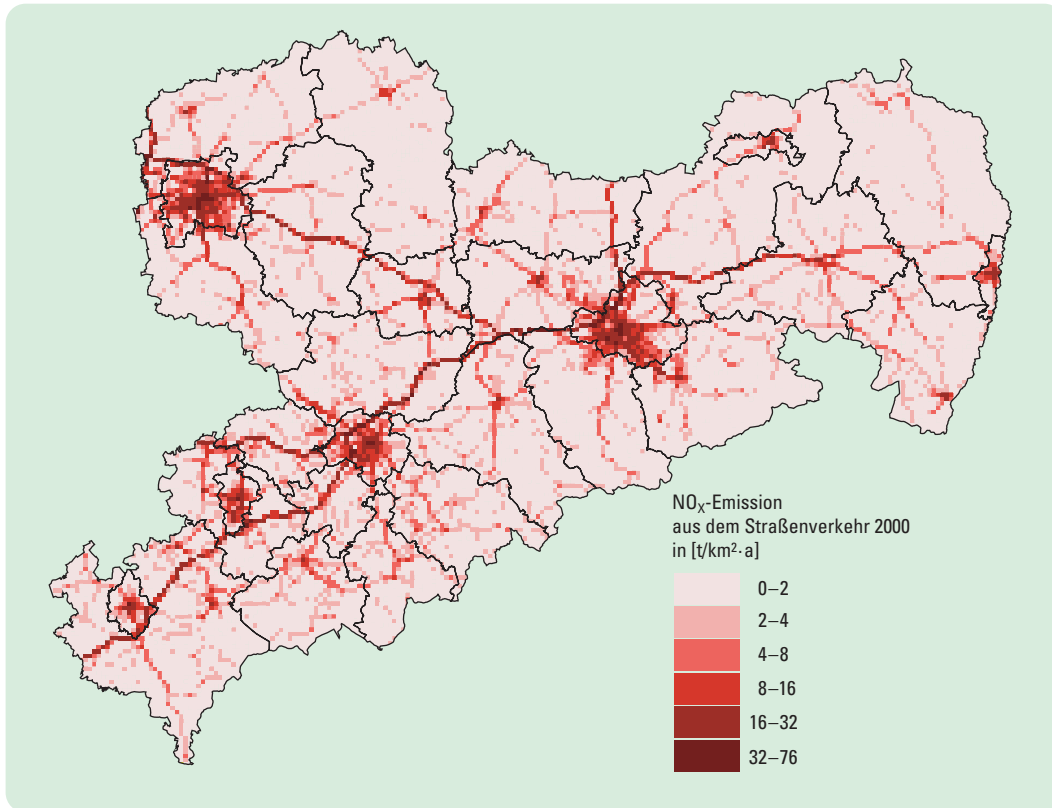 NOX-Emission
aus dem Straßenverkehr 2000
in [t/km²·a]
0–2
2–4
4–8
8–16
16–32
32–76